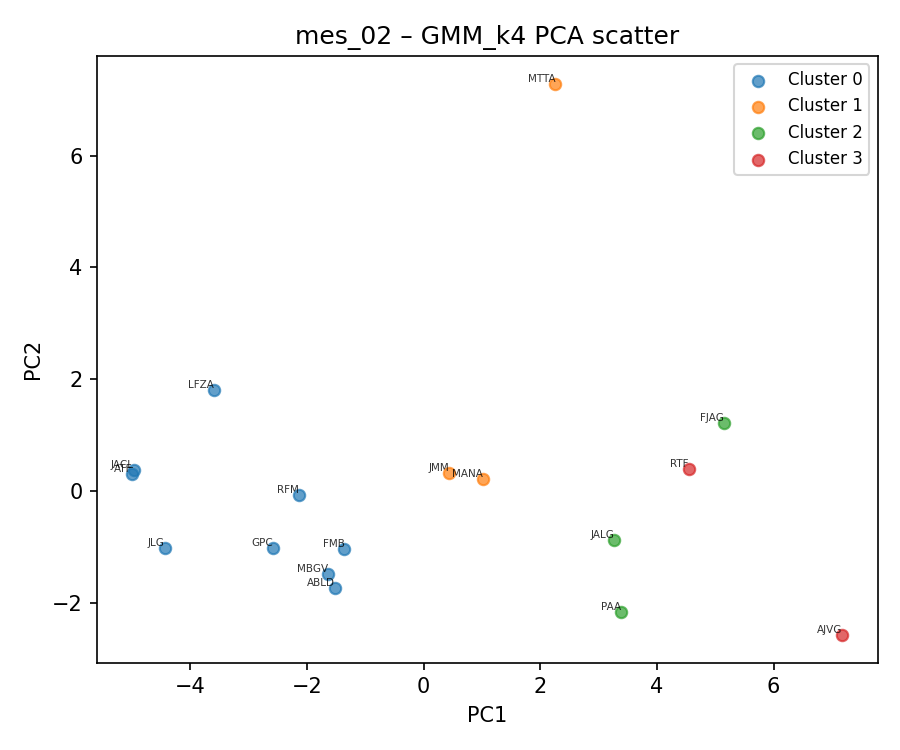 mes_02 – GMM_k4 PCA scatter
Cluster 0
Cluster 1
Cluster 2
Cluster 3
MTTA
LFZA
JACL
RFM
JLG
GPC
FMB
MBGV
ABLD
JMM
MANA
FJAG
RTF
JALG
PAA
AJVG
6
4
2
0
−2
PC2
−4
−2
0
2
4
6
PC1